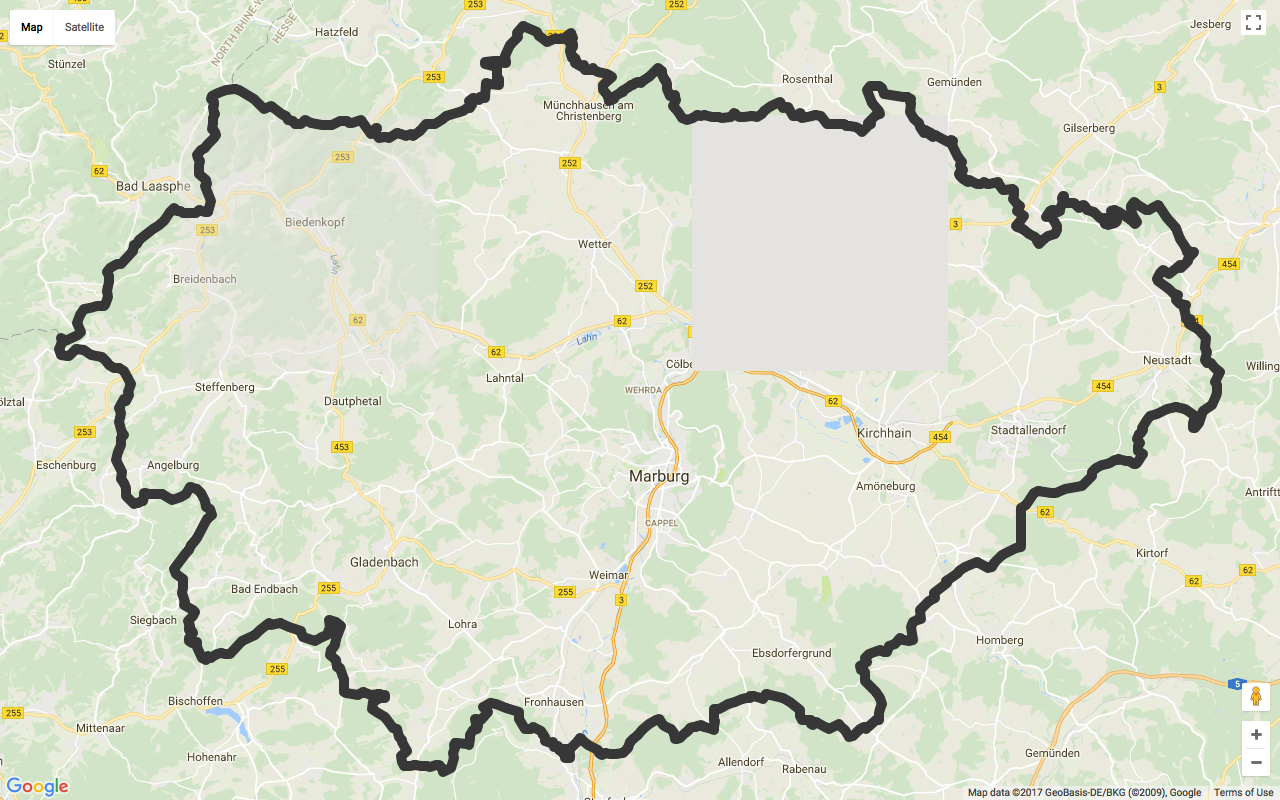 Map
Satellite
NORTH RHINE-W
HESSE
Hatzfeld
253
252
Jesberg
Stünzel
253
Rosenthal
Gemünden
3
Münchhausen am
Christenberg
Gilserberg
253
252
62
Bad Laasphe
Biedenkopf
253
3
Wetter
Lahn
454
Breidenbach
252
62
62
Lahn
62
Neustadt
Cölbe
Willing
Steffenberg
Lahntal
WEHRDA
454
ölztal
Dautphetal
62
253
Kirchhain
454
Stadtallendorf
453
Eschenburg
Angelburg
Marburg
Amöneburg
Antriftt
62
CAPPEL
Kirtorf
Gladenbach
Weimar
62
62
Bad Endbach
255
255
3
Siegbach
Lohra
Homberg
Ebsdorfergrund
255
5
Bischoffen
Fronhausen
255
Mittenaar
Hohenahr
Allendorf
Rabenau
Gemünden
Google
Map data ©2017 GeoBasis-DE/BKG (©2009), Google
Terms of Use